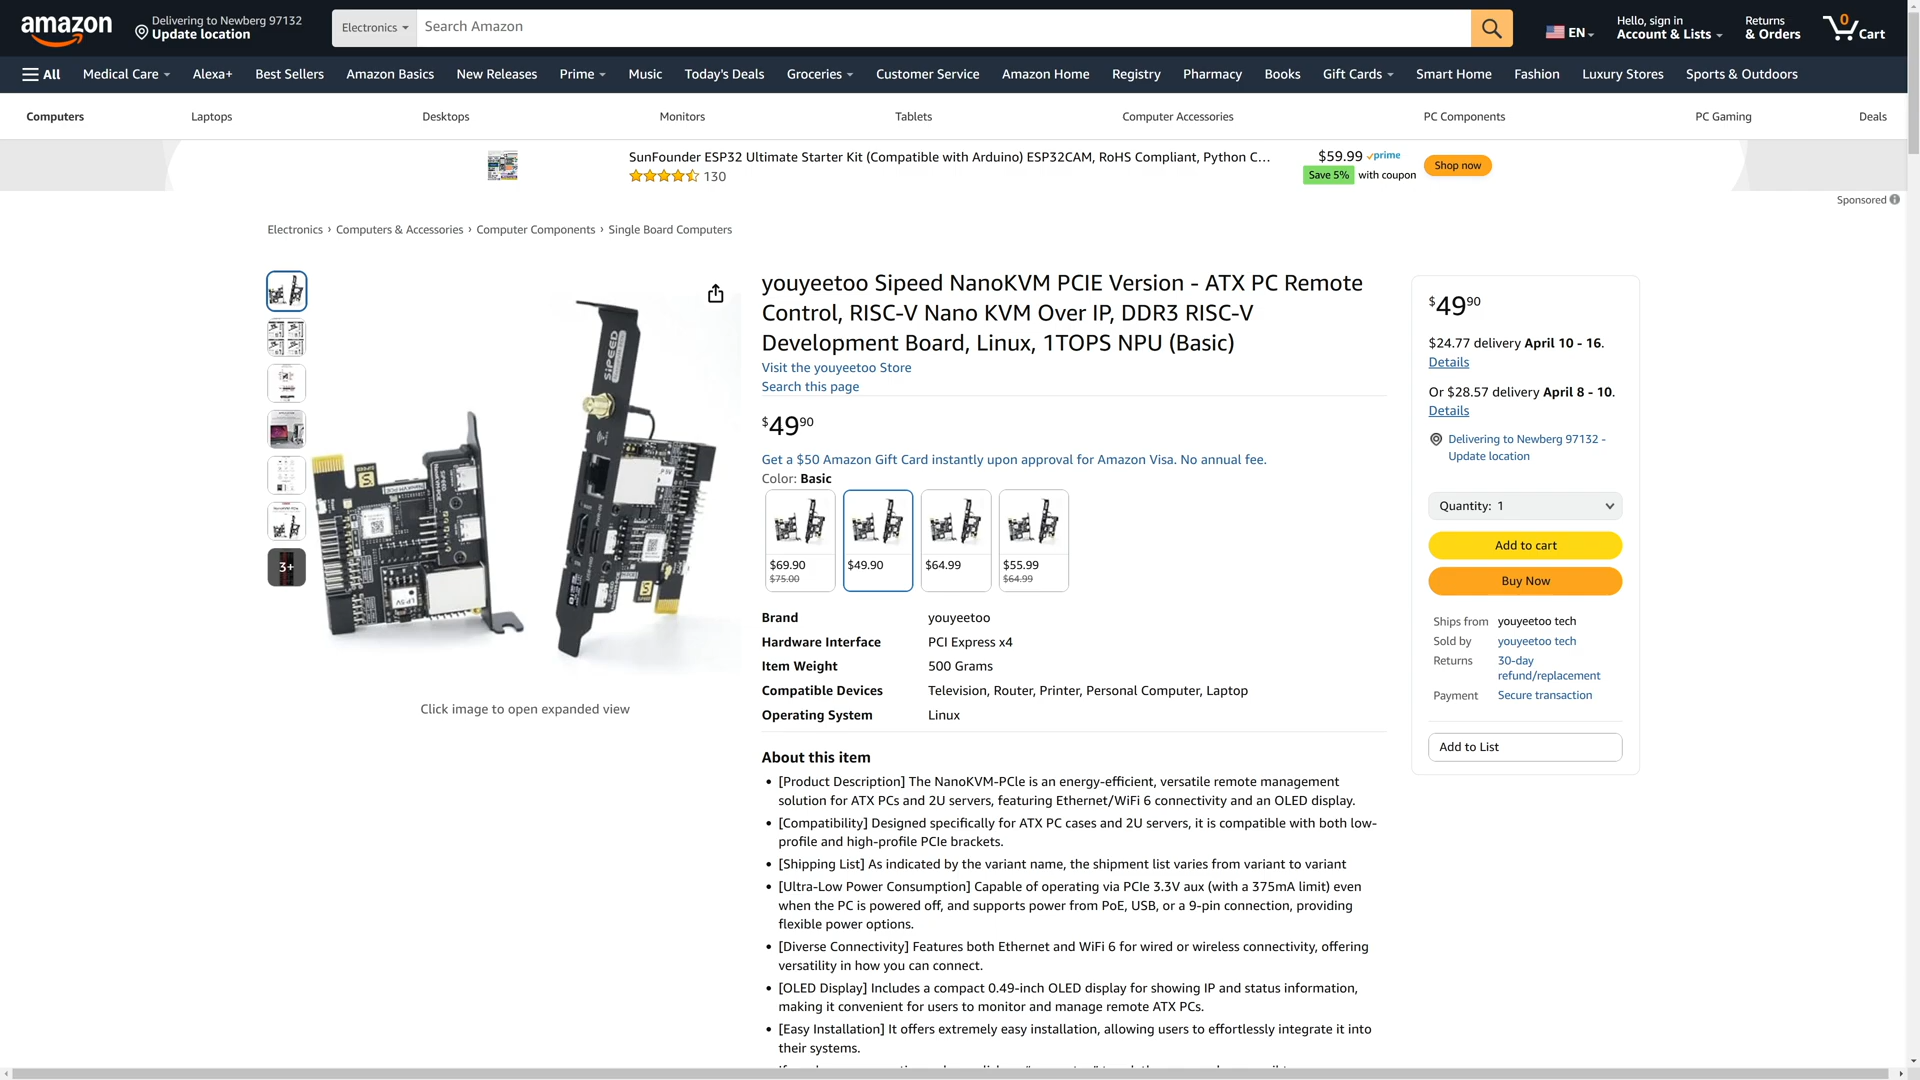 amazon
Delivering to Newberg 97132
Update location
Electronics
Search Amazon
EN
Hello, sign in
Account & Lists
Returns
& Orders
0
Cart
All
Medical Care
Alexa+
Best Sellers
Amazon Basics
New Releases
Prime
Music
Today's Deals
Groceries
Customer Service
Amazon Home
Registry
Pharmacy
Books
Gift Cards
Smart Home
Fashion
Luxury Stores
Sports & Outdoors
Computers
Laptops
Desktops
Monitors
Tablets
Computer Accessories
PC Components
PC Gaming
Deals
SunFounder ESP32 Ultimate Starter Kit (Compatible with Arduino) ESP32CAM, RoHS Compliant, Python C…
130
$59.99 prime
Save 5% with coupon
Shop now
Sponsored
Electronics › Computers & Accessories › Computer Components › Single Board Computers
3+
SiPEED
Click image to open expanded view
youyeetoo Sipeed NanoKVM PCIE Version - ATX PC Remote
Control, RISC-V Nano KVM Over IP, DDR3 RISC-V
Development Board, Linux, 1TOPS NPU (Basic)
Visit the youyeetoo Store
Search this page
$49.90
Get a $50 Amazon Gift Card instantly upon approval for Amazon Visa. No annual fee.
Color: Basic
$69.90
$75.00
$49.90
$64.99
$55.99
$64.99
Brand youyeetoo
Hardware Interface PCI Express x4
Item Weight 500 Grams
Compatible Devices Television, Router, Printer, Personal Computer, Laptop
Operating System Linux
About this item
• [Product Description] The NanoKVM-PCle is an energy-efficient, versatile remote management
solution for ATX PCs and 2U servers, featuring Ethernet/WiFi 6 connectivity and an OLED display.
• [Compatibility] Designed specifically for ATX PC cases and 2U servers, it is compatible with both low-
profile and high-profile PCIe brackets.
• [Shipping List] As indicated by the variant name, the shipment list varies from variant to variant
• [Ultra-Low Power Consumption] Capable of operating via PCIe 3.3V aux (with a 375mA limit) even
when the PC is powered off, and supports power from PoE, USB, or a 9-pin connection, providing
flexible power options.
• [Diverse Connectivity] Features both Ethernet and WiFi 6 for wired or wireless connectivity, offering
versatility in how you can connect.
• [OLED Display] Includes a compact 0.49-inch OLED display for showing IP and status information,
making it convenient for users to monitor and manage remote ATX PCs.
• [Easy Installation] It offers extremely easy installation, allowing users to effortlessly integrate it into
their systems.
$49.90
$24.77 delivery April 10 - 16.
Details
Or $28.57 delivery April 8 - 10.
Details
Delivering to Newberg 97132 -
Update location
Quantity: 1
Add to cart
Buy Now
Ships from youyeetoo tech
Sold by youyeetoo tech
Returns 30-day
refund/replacement
Payment Secure transaction
Add to List